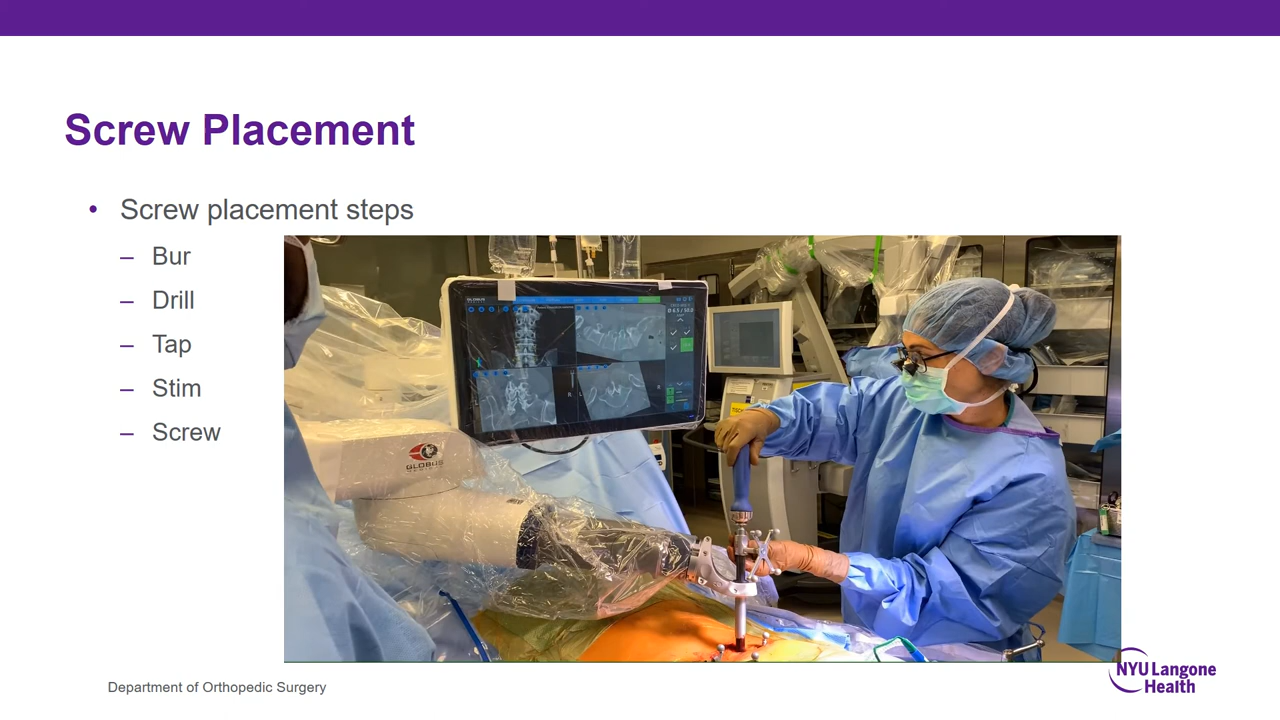 Screw Placement
• Screw placement steps
– Bur
– Drill
– Tap
– Stim
– Screw
GLOBUS
Department of Orthopedic Surgery
NYU Langone
Health